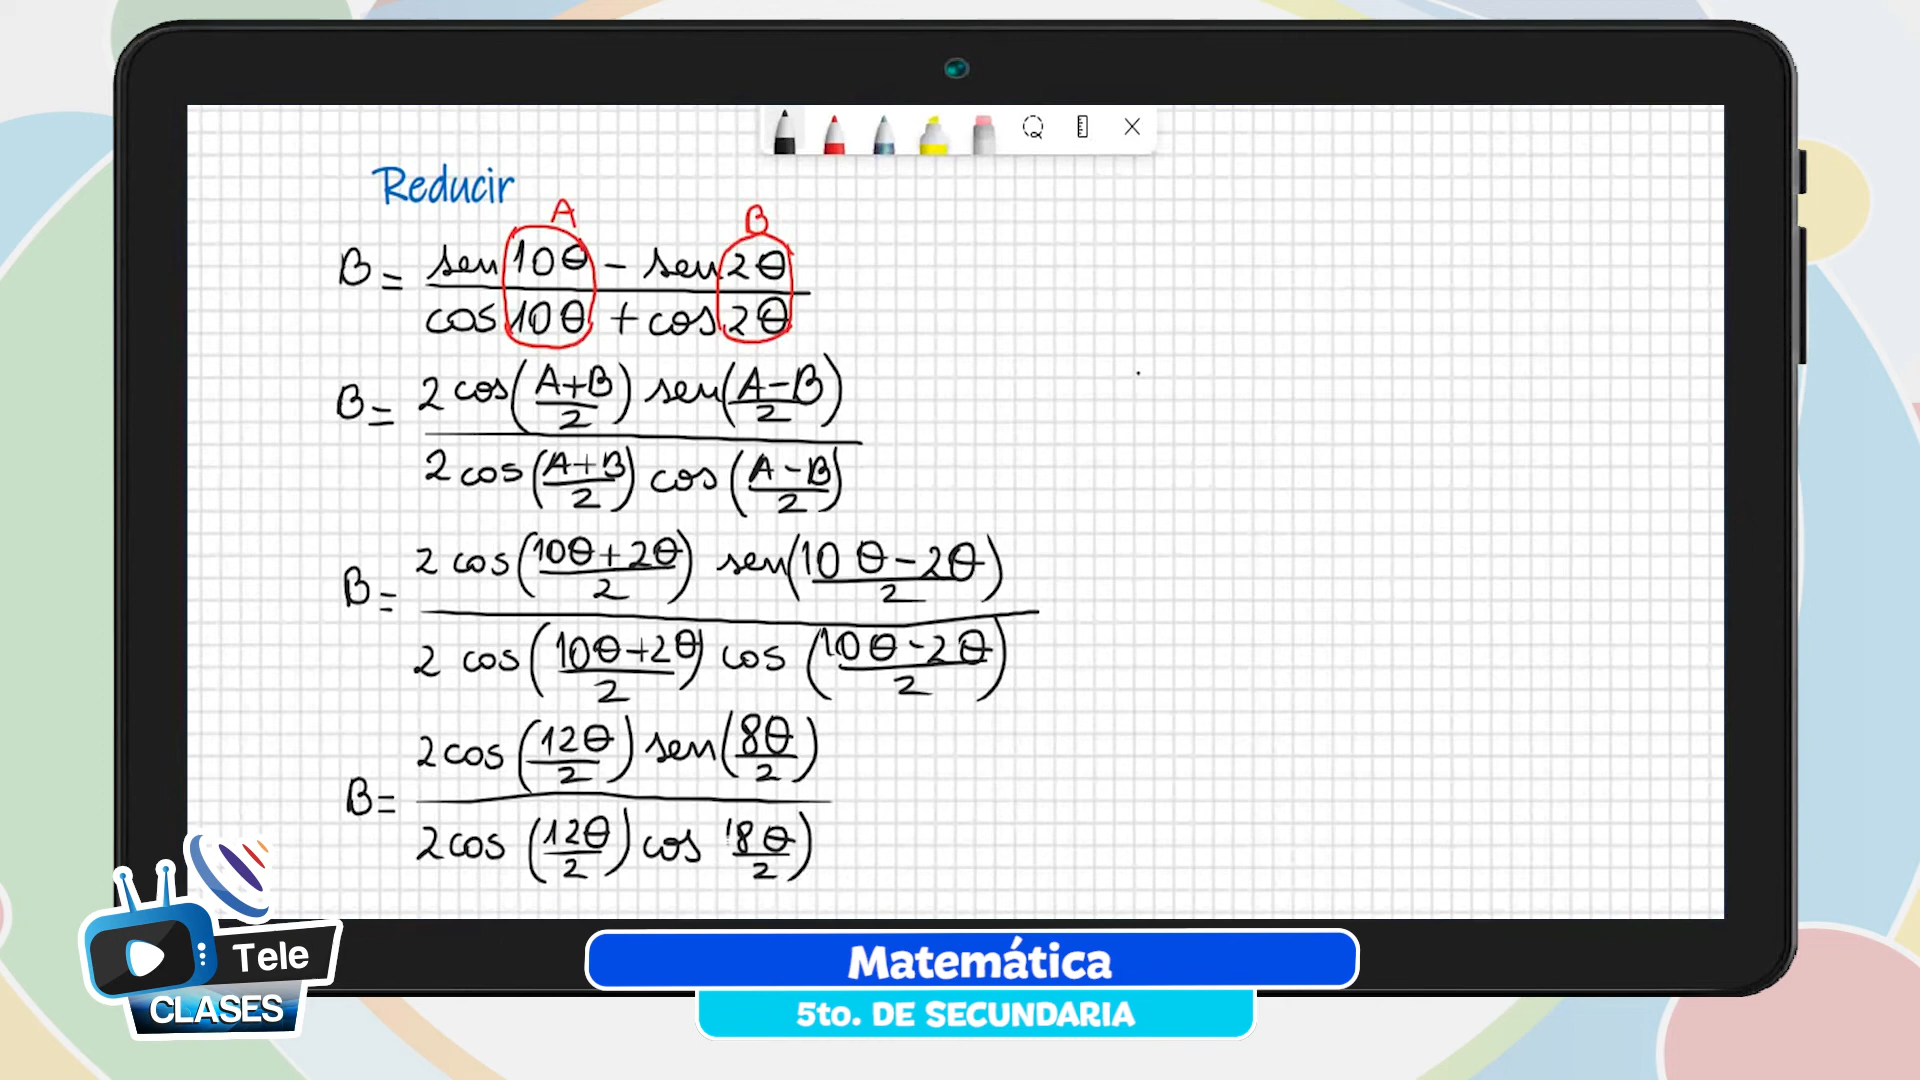 Reducir
A B
B = sen 10θ - sen 2θ
cos 10θ + cos 2θ
B = 2 cos (A+B / 2) sen (A-B / 2)
2 cos (A+B / 2) cos (A-B / 2)
B = 2 cos (10θ+2θ / 2) sen (10θ-2θ / 2)
2 cos (10θ+2θ / 2) cos (10θ-2θ / 2)
B = 2 cos (12θ / 2) sen (8θ / 2)
2 cos (12θ / 2) cos (8θ / 2)
Tele
CLASES
Matemática
5to. DE SECUNDARIA